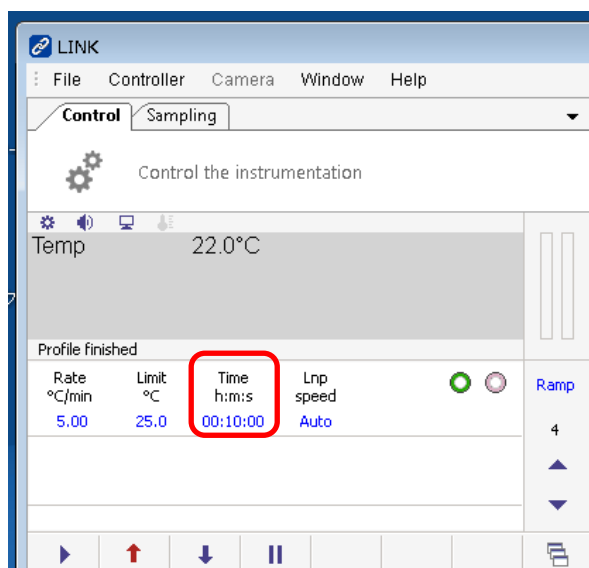 LINK
File Controller Camera Window Help
Control Sampling
Control the instrumentation
Temp 22.0°C
Profile finished
Rate Limit Time Lnp
°C/min °C h:m:s speed Ramp
5.00 25.0 00:10:00 Auto
4